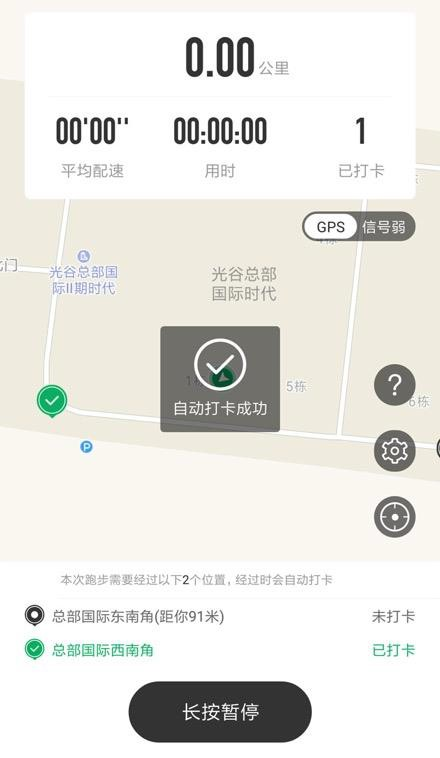 0.00公里
00'00'' 00:00:00 1
平均配速 用时 已打卡
GPS 信号弱
北门
光谷总部国
际II期时代
光谷总部
国际时代
自动打卡成功
5栋
6栋
P
本次跑步需要经过以下2个位置，经过时会自动打卡
总部国际东南角(距你91米) 未打卡
总部国际西南角 已打卡
长按暂停